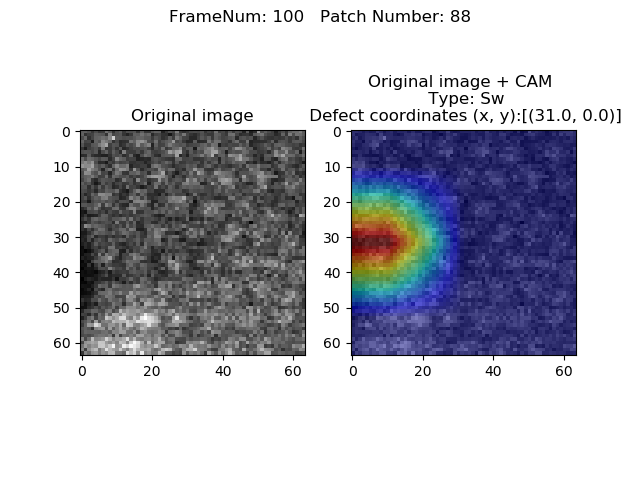 FrameNum: 100   Patch Number: 88
Original image
0
10
20
30
40
50
60
0 20 40 60
Original image + CAM
Type: Sw
Defect coordinates (x, y):[(31.0, 0.0)]
0
10
20
30
40
50
60
0 20 40 60